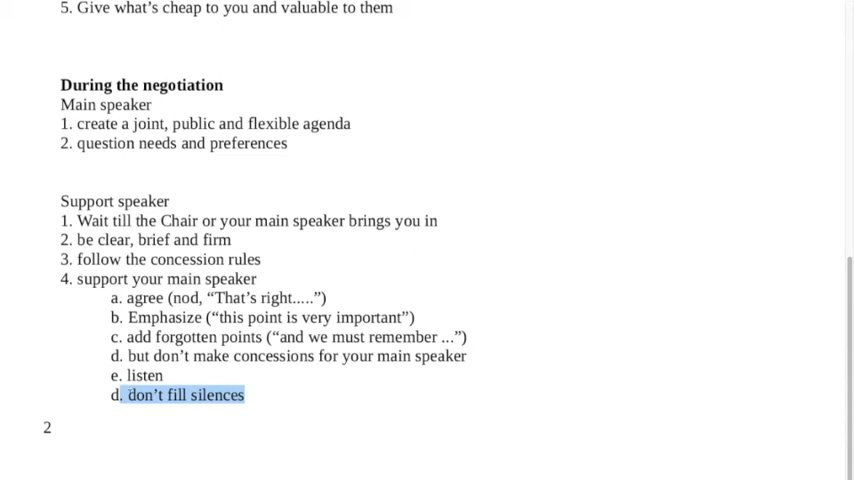 5. Give what’s cheap to you and valuable to them
During the negotiation
Main speaker
1. create a joint, public and flexible agenda
2. question needs and preferences
Support speaker
1. Wait till the Chair or your main speaker brings you in
2. be clear, brief and firm
3. follow the concession rules
4. support your main speaker
a. agree (nod, “That’s right.....”)
b. Emphasize (“this point is very important”)
c. add forgotten points (“and we must remember ...”)
d. but don’t make concessions for your main speaker
e. listen
d. don’t fill silences
2